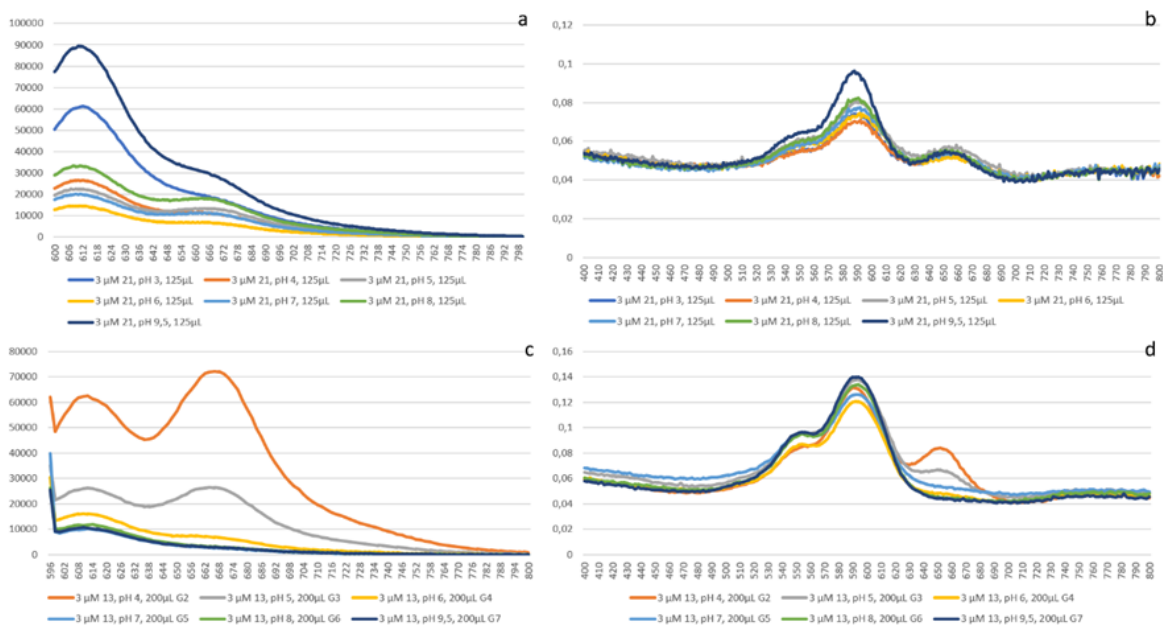 a
100000
90000
80000
70000
60000
50000
40000
30000
20000
10000
0
600 606 612 618 624 630 636 642 648 654 660 666 672 678 684 690 696 702 708 714 720 726 732 738 744 750 756 762 768 774 780 786 792 798
3 µM 21, pH 3, 125µL 3 µM 21, pH 4, 125µL 3 µM 21, pH 5, 125µL
3 µM 21, pH 6, 125µL 3 µM 21, pH 7, 125µL 3 µM 21, pH 8, 125µL
3 µM 21, pH 9,5, 125µL
b
0,12
0,1
0,08
0,06
0,04
0,02
0
400 410 420 430 440 450 460 470 480 490 500 510 520 530 540 550 560 570 580 590 600 610 620 630 640 650 660 670 680 690 700 710 720 730 740 750 760 770 780 790 800
3 µM 21, pH 3, 125µL 3 µM 21, pH 4, 125µL 3 µM 21, pH 5, 125µL 3 µM 21, pH 6, 125µL
3 µM 21, pH 7, 125µL 3 µM 21, pH 8, 125µL 3 µM 21, pH 9,5, 125µL
c
80000
70000
60000
50000
40000
30000
20000
10000
0
596 602 608 614 620 626 632 638 644 650 656 662 668 674 680 686 692 698 704 710 716 722 728 734 740 746 752 758 764 770 776 782 788 794 800
3 µM 13, pH 4, 200µL G2 3 µM 13, pH 5, 200µL G3 3 µM 13, pH 6, 200µL G4
3 µM 13, pH 7, 200µL G5 3 µM 13, pH 8, 200µL G6 3 µM 13, pH 9,5, 200µL G7
d
0,16
0,14
0,12
0,1
0,08
0,06
0,04
0,02
0
400 410 420 430 440 450 460 470 480 490 500 510 520 530 540 550 560 570 580 590 600 610 620 630 640 650 660 670 680 690 700 710 720 730 740 750 760 770 780 790 800
3 µM 13, pH 4, 200µL G2 3 µM 13, pH 5, 200µL G3 3 µM 13, pH 6, 200µL G4
3 µM 13, pH 7, 200µL G5 3 µM 13, pH 8, 200µL G6 3 µM 13, pH 9,5, 200µL G7